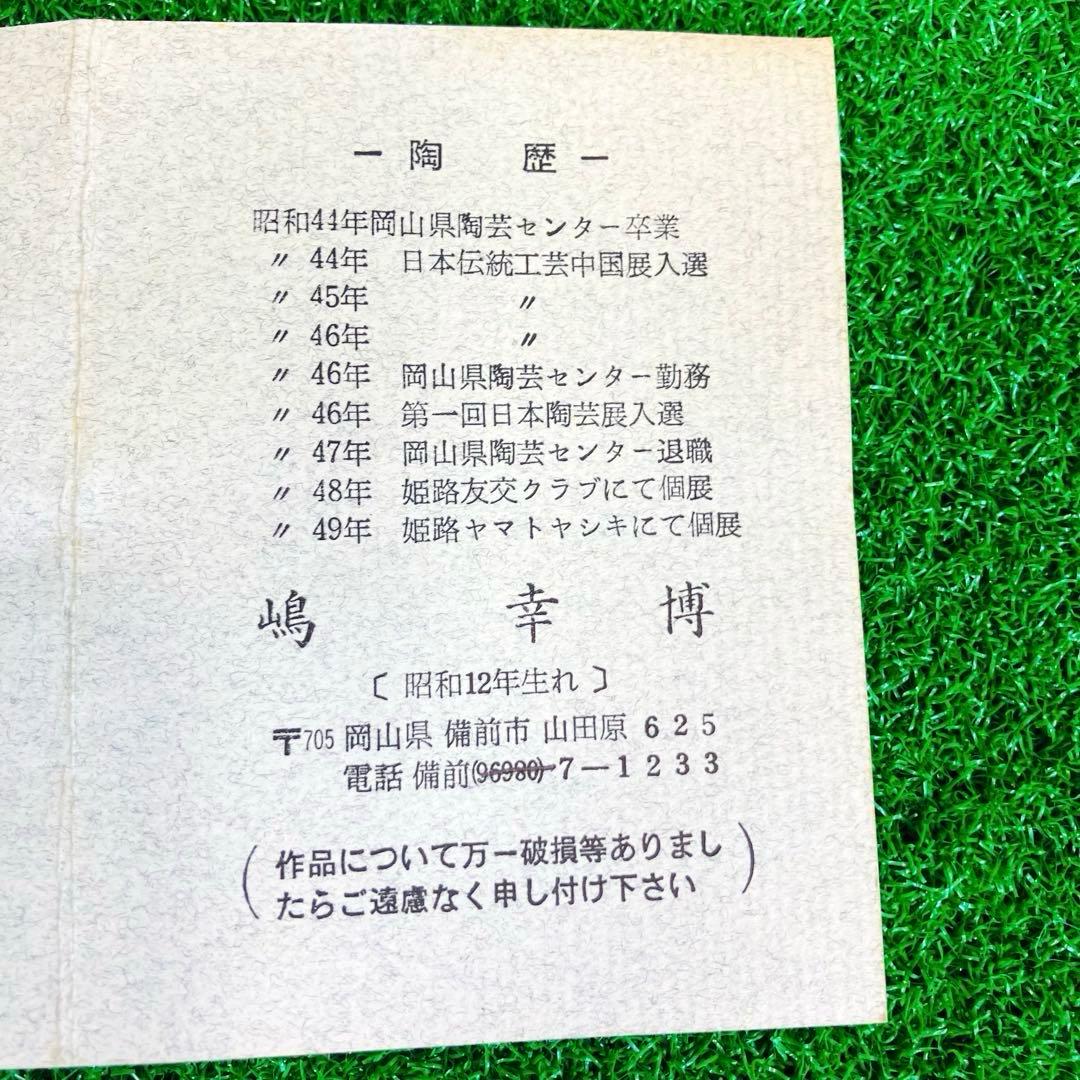 ー 陶 歴 ー
昭和44年岡山県陶芸センター卒業
〃 44年 日本伝統工芸中国展入選
〃 45年 〃
〃 46年 〃
〃 46年 岡山県陶芸センター勤務
〃 46年 第一回日本陶芸展入選
〃 47年 岡山県陶芸センター退職
〃 48年 姫路友交クラブにて個展
〃 49年 姫路ヤマトヤシキにて個展
嶋 幸博
〔 昭和12年生れ 〕
〒705 岡山県 備前市 山田原 625
電話 備前(96980)7－1233
(作品について万一破損等ありまし
たらご遠慮なく申し付け下さい)